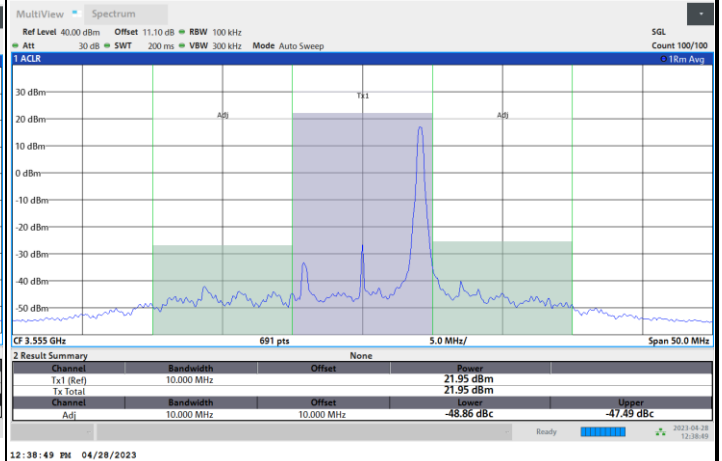 MultiView Spectrum
Ref Level 40.00 dBm Offset 11.10 dB RBW 100 kHz SGL
Att 30 dB SWT 200 ms VBW 300 kHz Mode Auto Sweep Count 100/100
1 ACLR 1Rm Avg
30 dBm
Tx1
20 dBm
Adj Adj
10 dBm
0 dBm
-10 dBm
-20 dBm
-30 dBm
-40 dBm
-50 dBm
CF 3.555 GHz 691 pts 5.0 MHz/ Span 50.0 MHz
2 Result Summary None
Channel Bandwidth Offset Power
Tx1 (Ref) 10.000 MHz 21.95 dBm
Tx Total 21.95 dBm
Channel Bandwidth Offset Lower Upper
Adj 10.000 MHz 10.000 MHz -48.86 dBc -47.49 dBc
Ready 2023-04-28
12:38:49
12:38:49 PM 04/28/2023